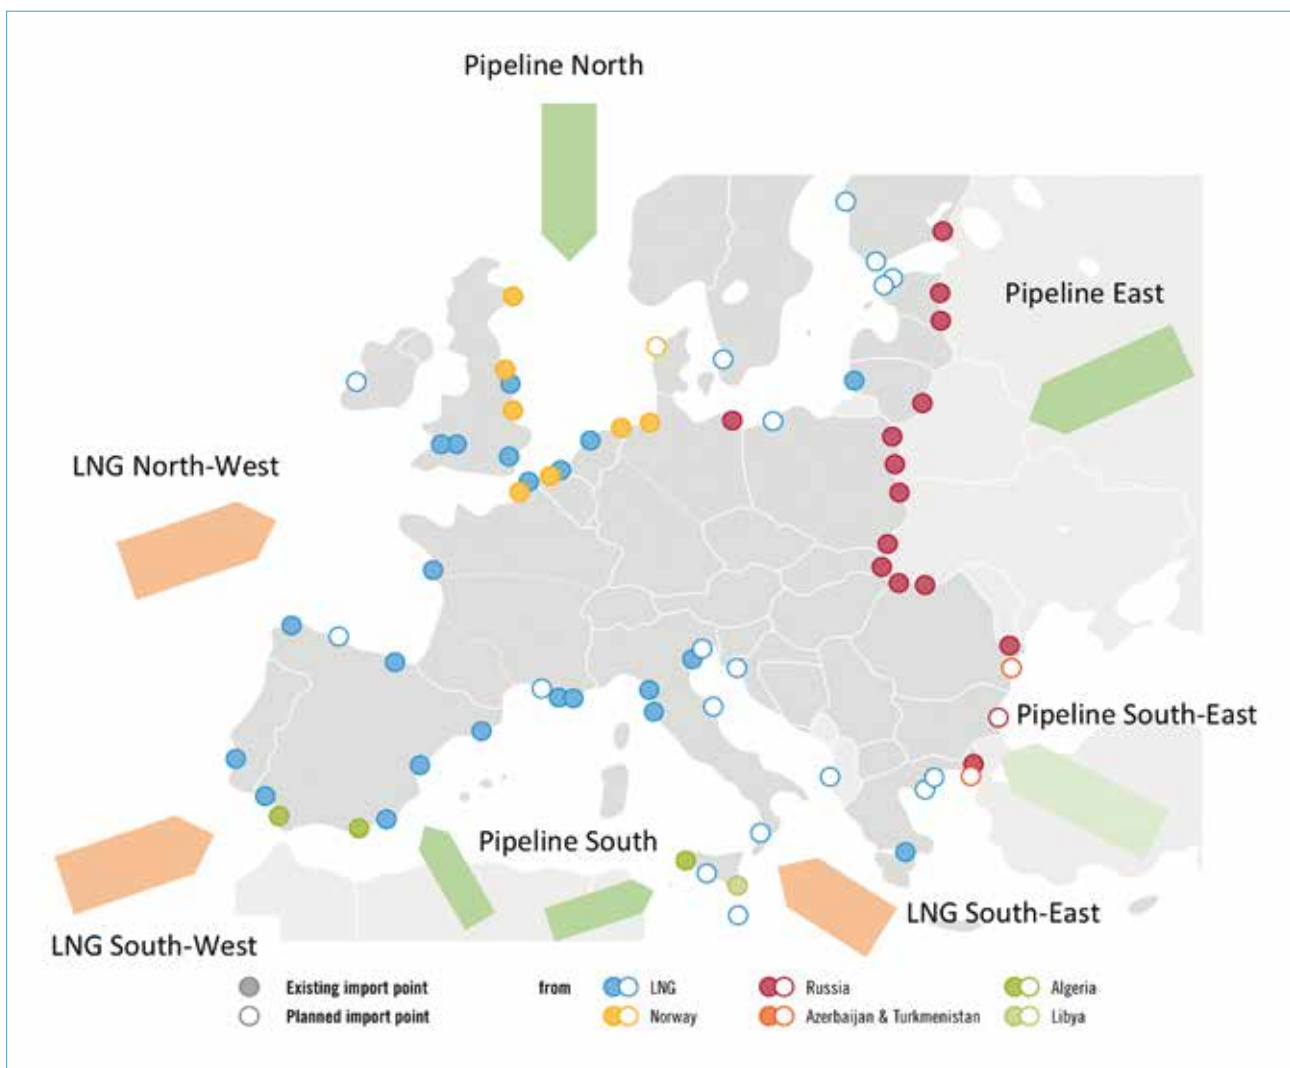 Pipeline North
Pipeline East
LNG North-West
Pipeline South-East
Pipeline South
LNG South-East
LNG South-West
Existing import point from LNG Russia Algeria
Planned import point Norway Azerbaijan & Turkmenistan Libya